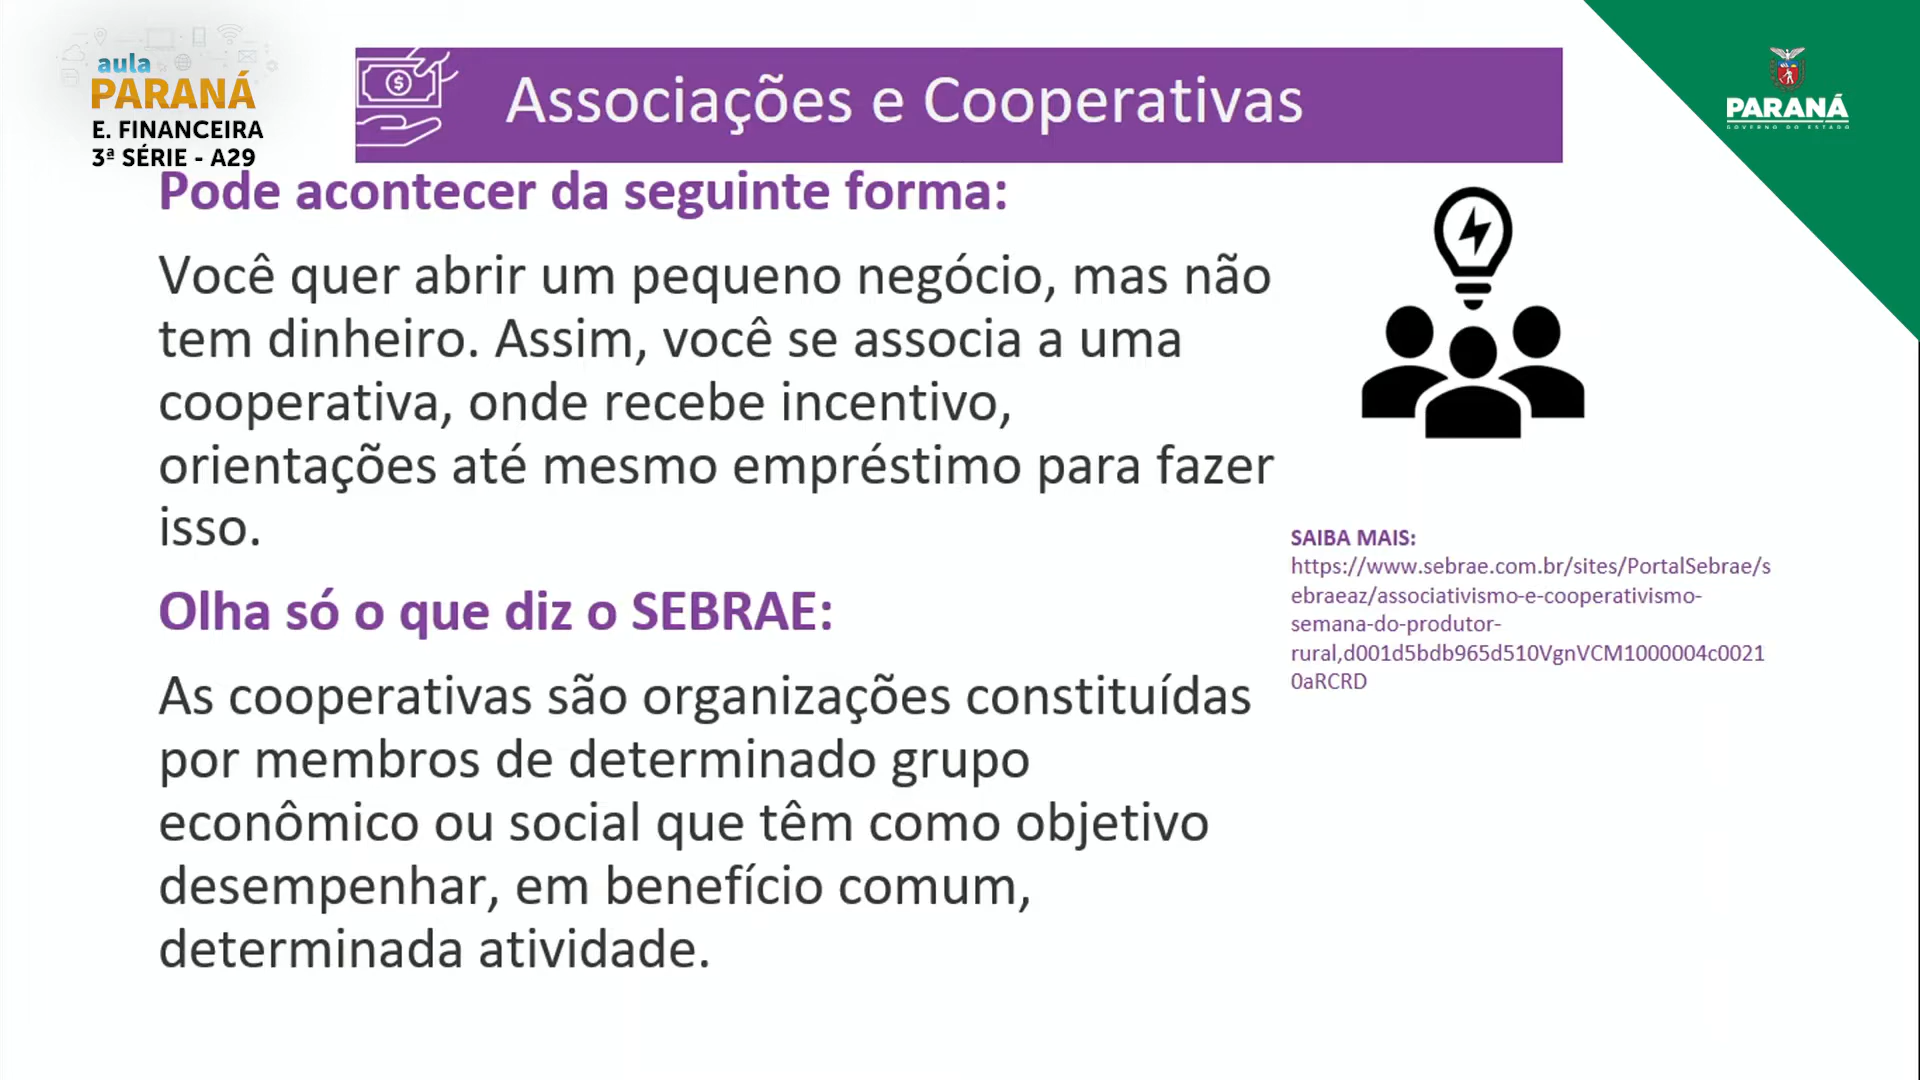 aula
PARANÁ
E. FINANCEIRA
3ª SÉRIE - A29
Associações e Cooperativas
PARANÁ
GOVERNO DO ESTADO
Pode acontecer da seguinte forma:
Você quer abrir um pequeno negócio, mas não
tem dinheiro. Assim, você se associa a uma
cooperativa, onde recebe incentivo,
orientações até mesmo empréstimo para fazer
isso.
Olha só o que diz o SEBRAE:
As cooperativas são organizações constituídas
por membros de determinado grupo
econômico ou social que têm como objetivo
desempenhar, em benefício comum,
determinada atividade.
SAIBA MAIS:
https://www.sebrae.com.br/sites/PortalSebrae/s
ebraeaz/associativismo-e-cooperativismo-
semana-do-produtor-
rural,d001d5bdb965d510VgnVCM1000004c0021
0aRCRD